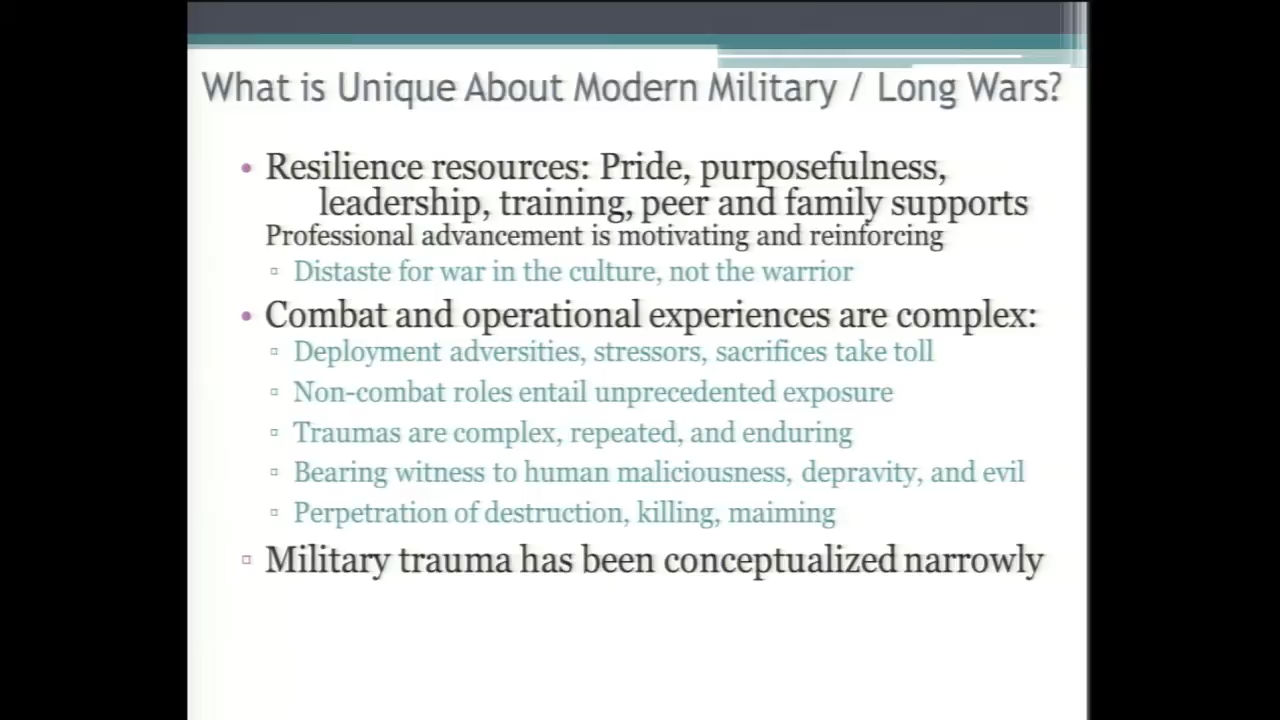 What is Unique About Modern Military / Long Wars?
• Resilience resources: Pride, purposefulness,
leadership, training, peer and family supports
Professional advancement is motivating and reinforcing
▫ Distaste for war in the culture, not the warrior
• Combat and operational experiences are complex:
▫ Deployment adversities, stressors, sacrifices take toll
▫ Non-combat roles entail unprecedented exposure
▫ Traumas are complex, repeated, and enduring
▫ Bearing witness to human maliciousness, depravity, and evil
▫ Perpetration of destruction, killing, maiming
▫ Military trauma has been conceptualized narrowly